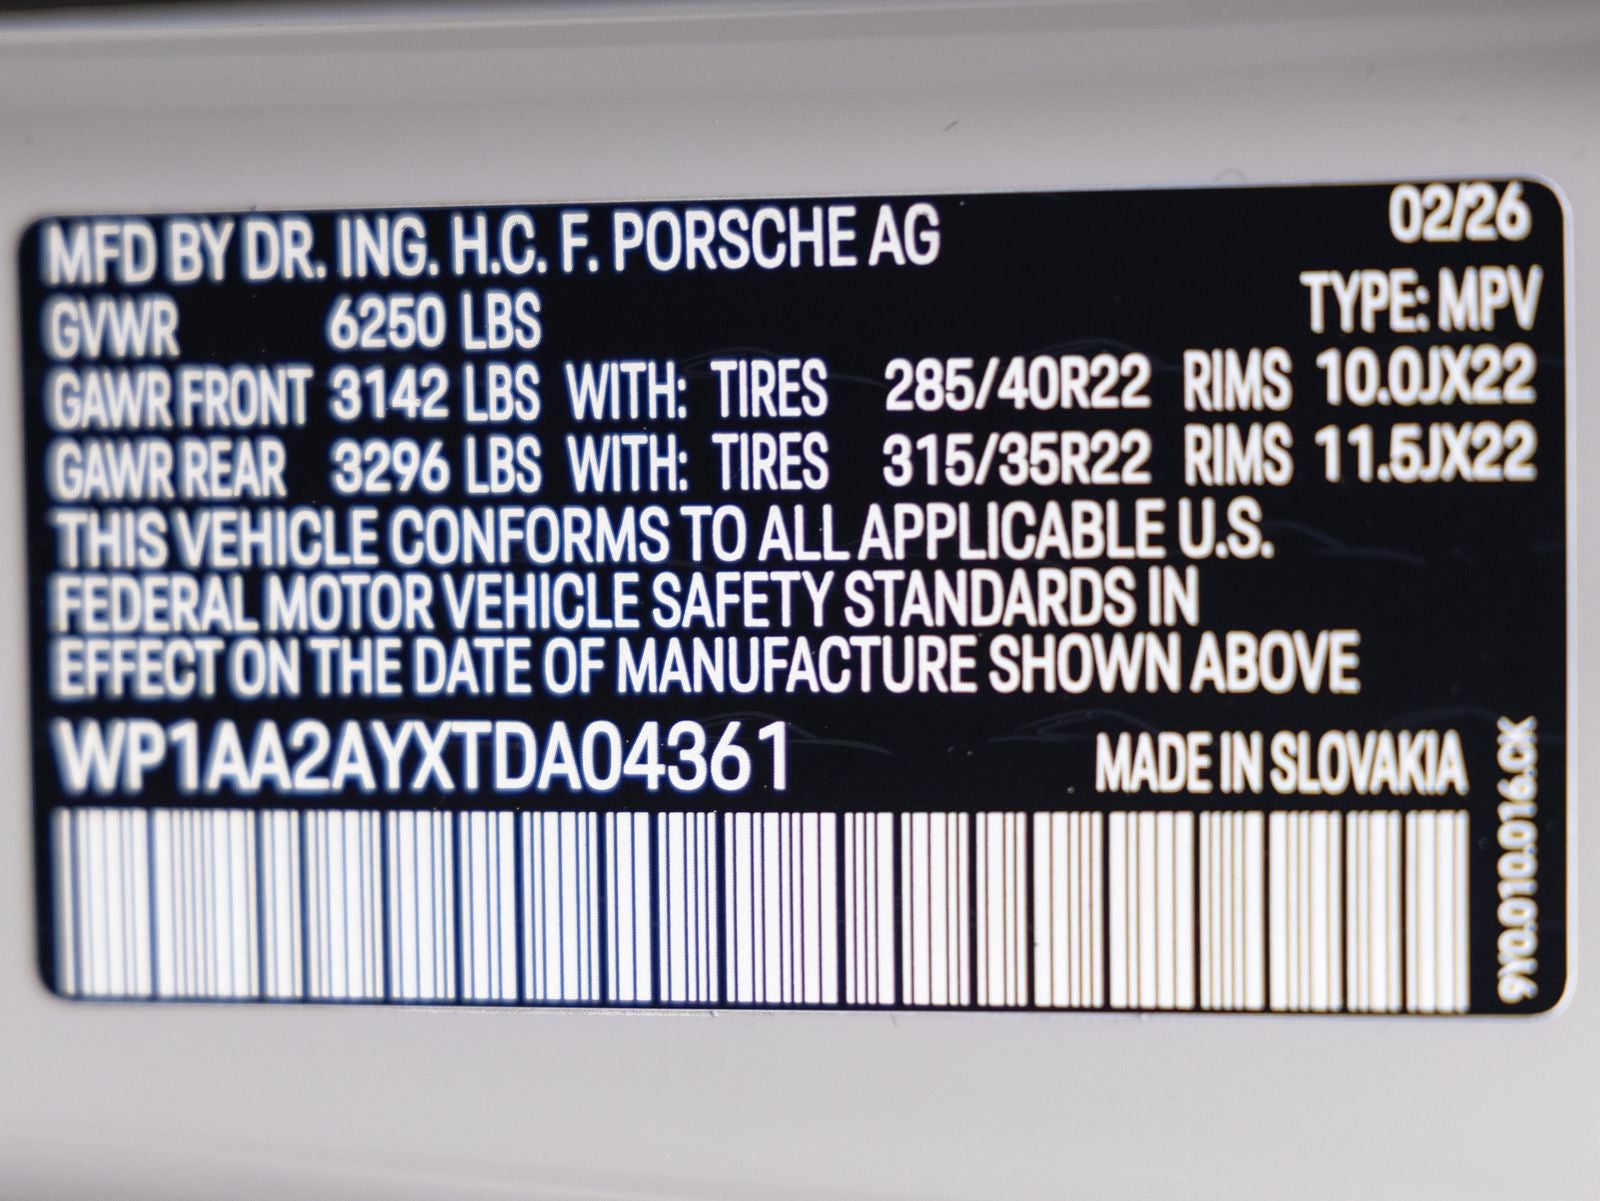 MFD BY DR. ING. H.C. F. PORSCHE AG 02/26
GVWR 6250 LBS TYPE: MPV
GAWR FRONT 3142 LBS WITH: TIRES 285/40R22 RIMS 10.0JX22
GAWR REAR 3296 LBS WITH: TIRES 315/35R22 RIMS 11.5JX22
THIS VEHICLE CONFORMS TO ALL APPLICABLE U.S.
FEDERAL MOTOR VEHICLE SAFETY STANDARDS IN
EFFECT ON THE DATE OF MANUFACTURE SHOWN ABOVE
WP1AA2AYXTDA04361 MADE IN SLOVAKIA
9Y0.010.016.CK